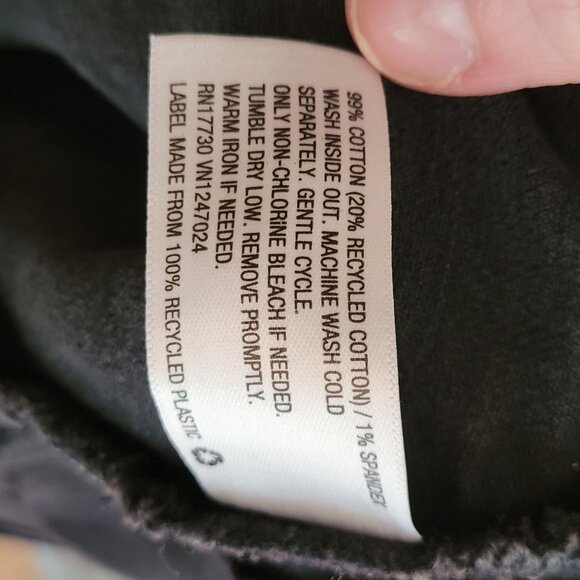 99% COTTON (20% RECYCLED COTTON) / 1% SPANDEX
WASH INSIDE OUT. MACHINE WASH COLD
SEPARATELY. GENTLE CYCLE.
ONLY NON-CHLORINE BLEACH IF NEEDED.
TUMBLE DRY LOW. REMOVE PROMPTLY.
WARM IRON IF NEEDED.
RN17730 VN1247024
LABEL MADE FROM 100% RECYCLED PLASTIC